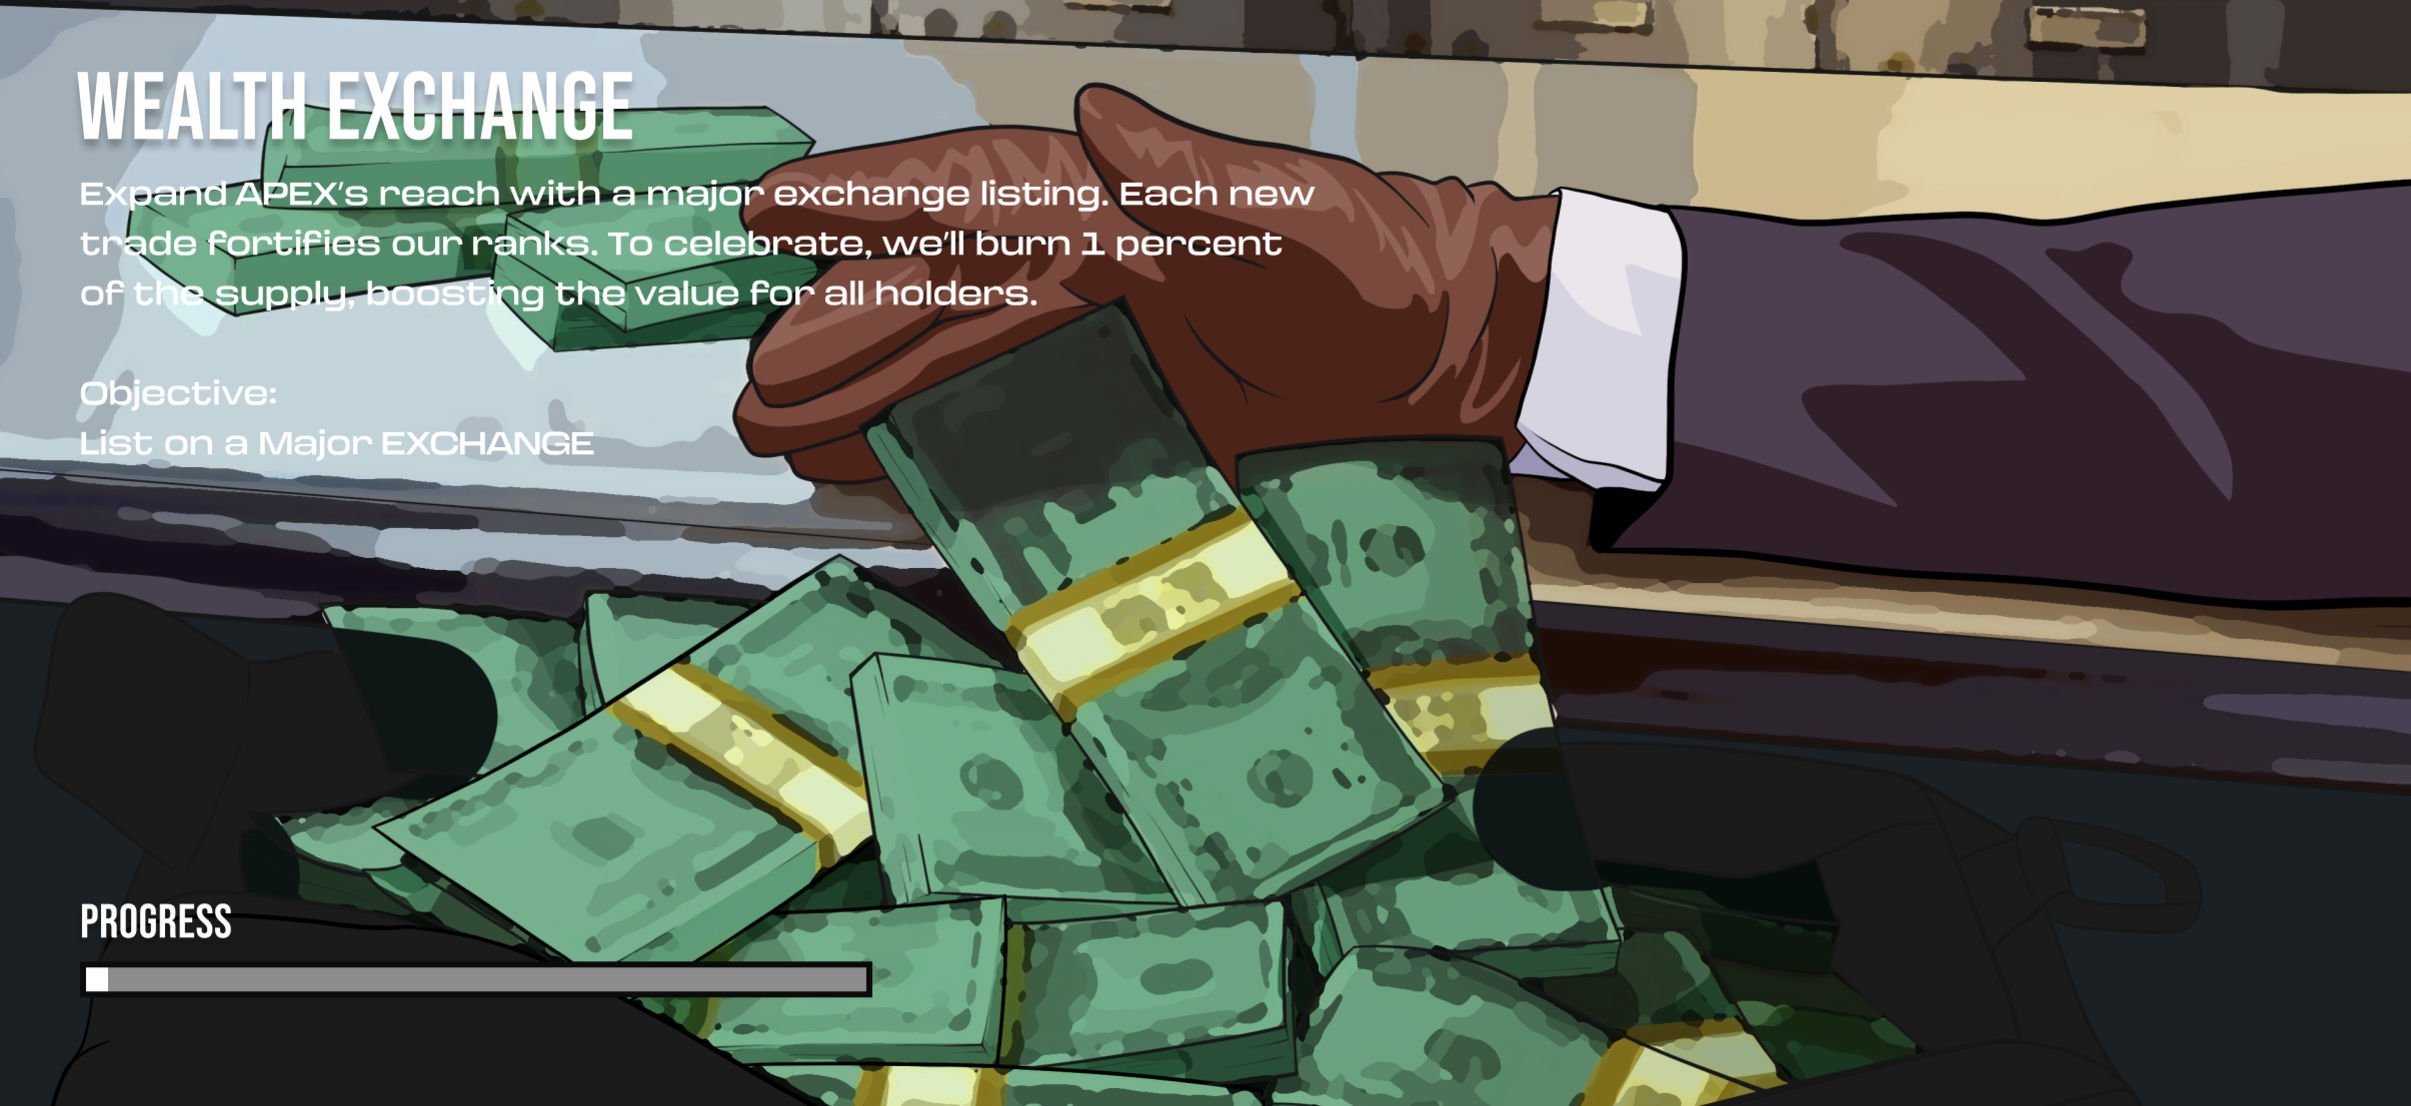 WEALTH EXCHANGE
Expand APEX's reach with a major exchange listing. Each new
trade fortifies our ranks. To celebrate, we'll burn 1 percent
of the supply, boosting the value for all holders.
Objective:
List on a Major EXCHANGE
PROGRESS